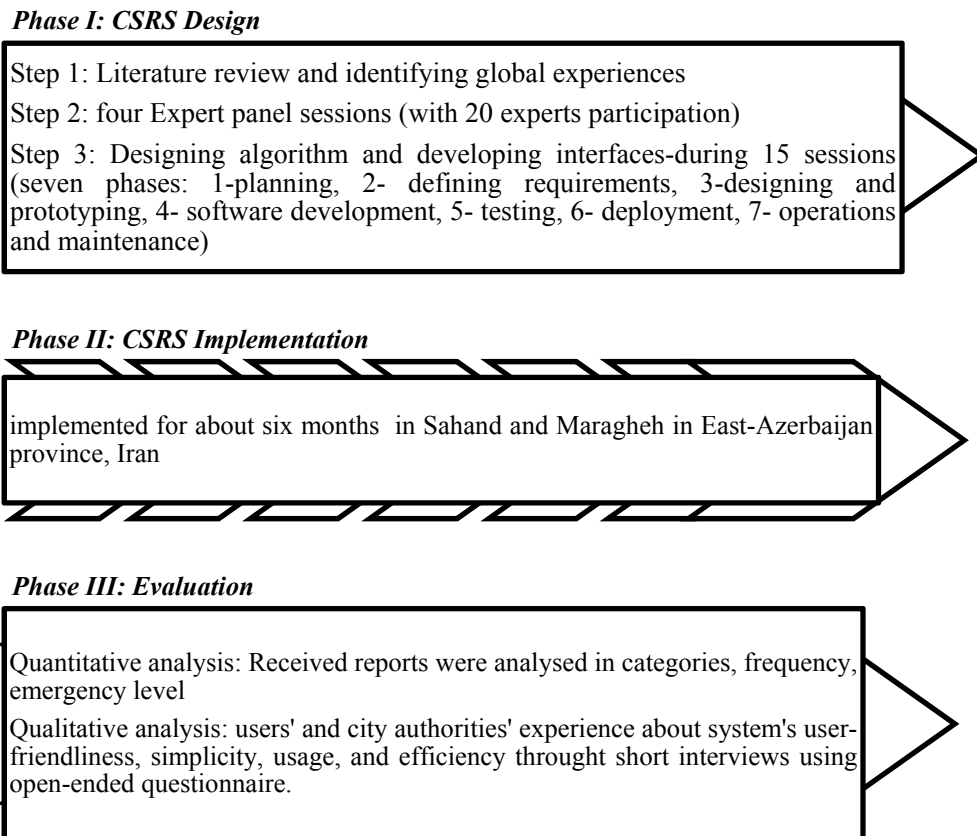 Phase I: CSRS Design
Step 1: Literature review and identifying global experiences
Step 2: four Expert panel sessions (with 20 experts participation)
Step 3: Designing algorithm and developing interfaces-during 15 sessions
(seven phases: 1-planning, 2- defining requirements, 3-designing and
prototyping, 4- software development, 5- testing, 6- deployment, 7- operations
and maintenance)
Phase II: CSRS Implementation
implemented for about six months in Sahand and Maragheh in East-Azerbaijan
province, Iran
Phase III: Evaluation
Quantitative analysis: Received reports were analysed in categories, frequency,
emergency level
Qualitative analysis: users' and city authorities' experience about system's user-
friendliness, simplicity, usage, and efficiency throught short interviews using
open-ended questionnaire.